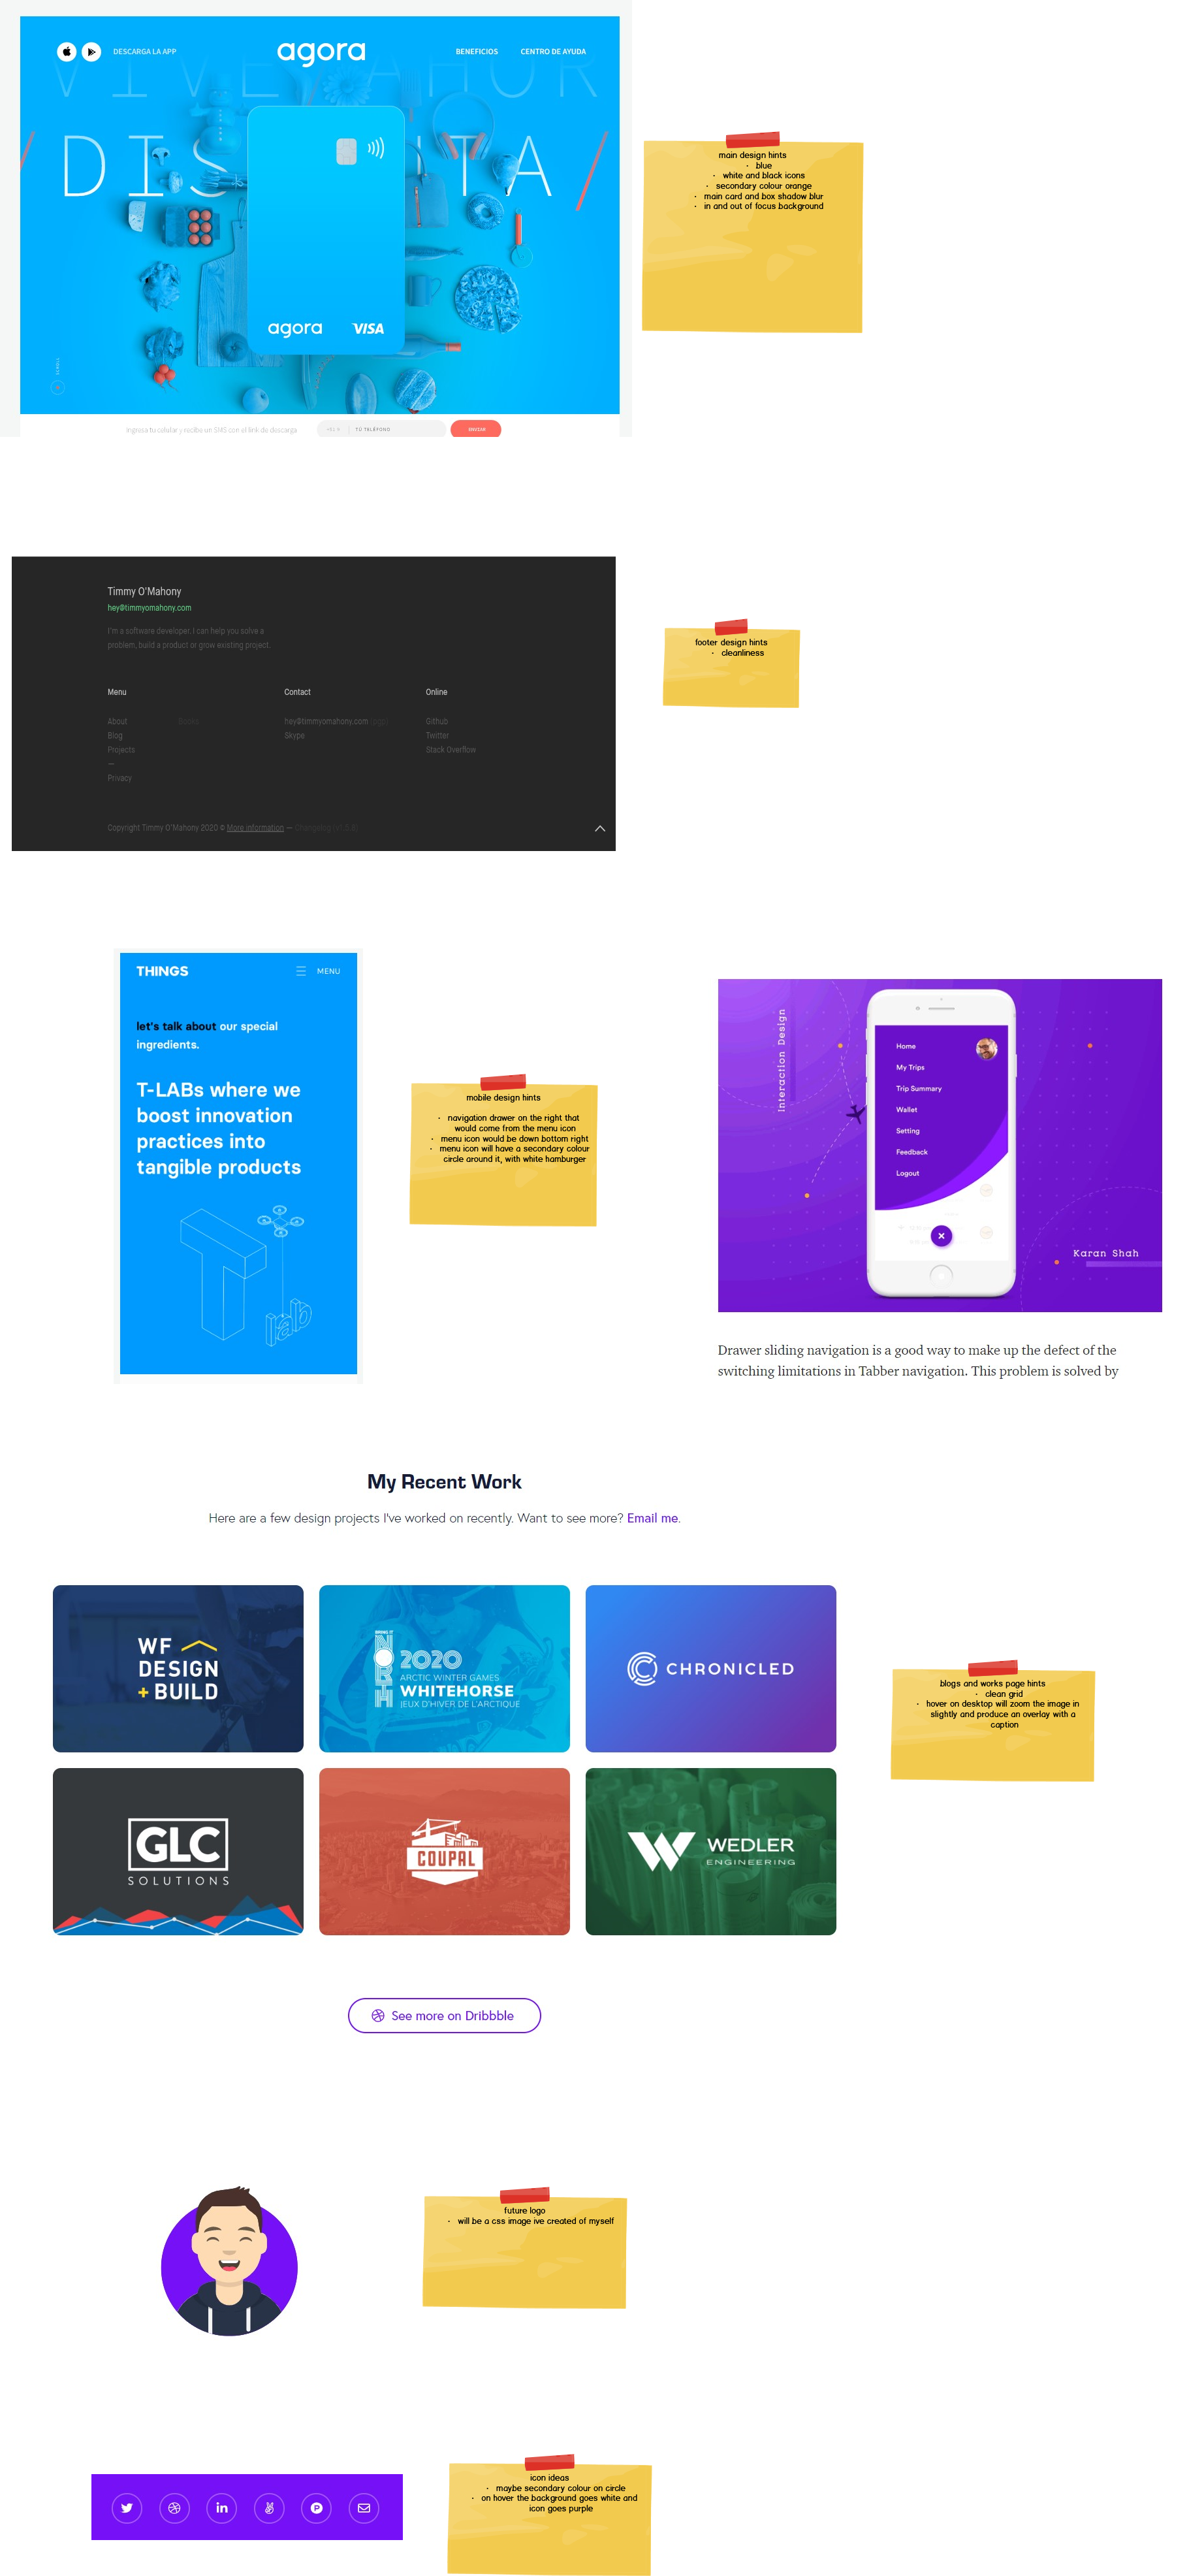 DESCARGA LA APP
agora
BENEFICIOS
CENTRO DE AYUDA
VIVE AHOR
/ DIS ITA /
agora
VISA
SCROLL
ingresa tu celular y recibe un SMS con el link de descarga
TU TELÉFONO
ENVIAR
main design hints
· blue
· white and black icons
· secondary colour orange
· main card and box shadow blur
· in and out of focus background
Timmy O'Mahony
hey@timmyomahony.com
I'm a software developer. I can help you solve a
problem, build a product or grow existing project.
Menu
Contact
Online
About
Books
hey@timmyomahony.com
Github
Blog
Skype
Twitter
Projects
Stack Overflow
—
Privacy
Copyright Timmy O'Mahony 2020 © More information —
footer design hints
· cleanliness
THINGS
MENU
let's talk about our special
ingredients.
T-LABs where we
boost innovation
practices into
tangible products
T lab
mobile design hints
· navigation drawer on the right that
would come from the menu icon
· menu icon would be down bottom right
· menu icon will have a secondary colour
circle around it, with white hamburger
Interaction Design
Home
My Trips
Trip Summary
Wallet
Setting
Feedback
Logout
Karan Shah
Drawer sliding navigation is a good way to make up the defect of the
switching limitations in Tabber navigation. This problem is solved by
My Recent Work
Here are a few design projects I've worked on recently. Want to see more? Email me.
WF
DESIGN
+ BUILD
BRING IT
NORTH
2020
ARCTIC WINTER GAMES
WHITEHORSE
JEUX D'HIVER DE L'ARCTIQUE
CHRONICLED
GLC
SOLUTIONS
COUPAL
WEDLER
ENGINEERING
blogs and works page hints
· clean grid
· hover on desktop will zoom the image in
slightly and produce an overlay with a
caption
See more on Dribbble
future logo
· will be a css image ive created of myself
icon ideas
· maybe secondary colour on circle
· on hover the background goes white and
icon goes purple